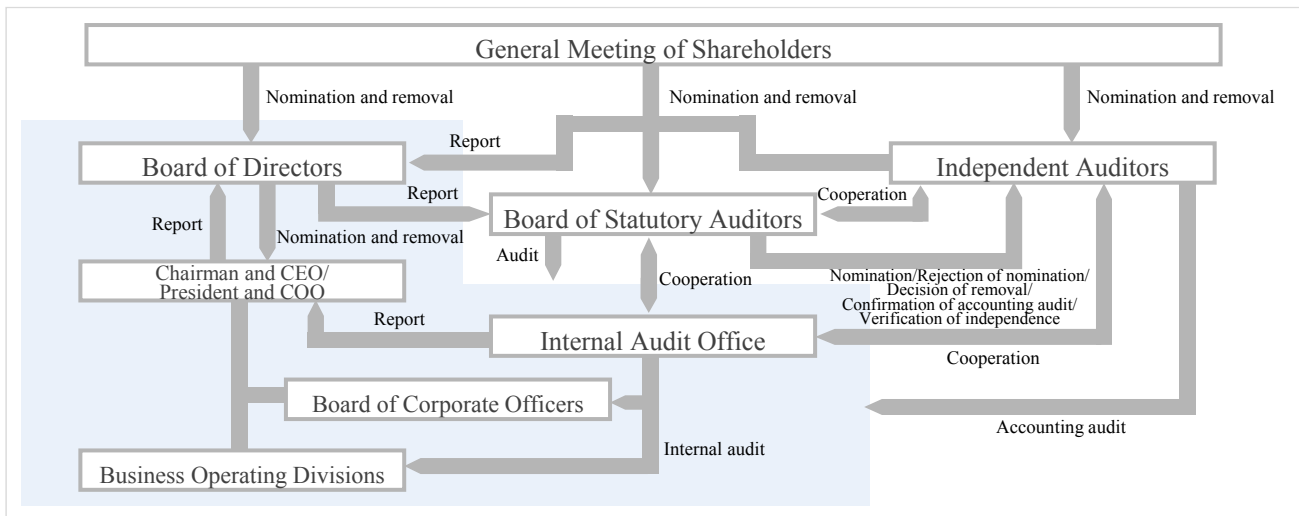 General Meeting of Shareholders
Nomination and removal
Nomination and removal
Nomination and removal
Report
Board of Directors
Independent Auditors
Report
Cooperation
Board of Statutory Auditors
Report
Nomination and removal
Audit
Chairman and CEO/
President and COO
Cooperation
Nomination/Rejection of nomination/
Decision of removal/
Confirmation of accounting audit/
Verification of independence
Report
Internal Audit Office
Cooperation
Board of Corporate Officers
Accounting audit
Internal audit
Business Operating Divisions